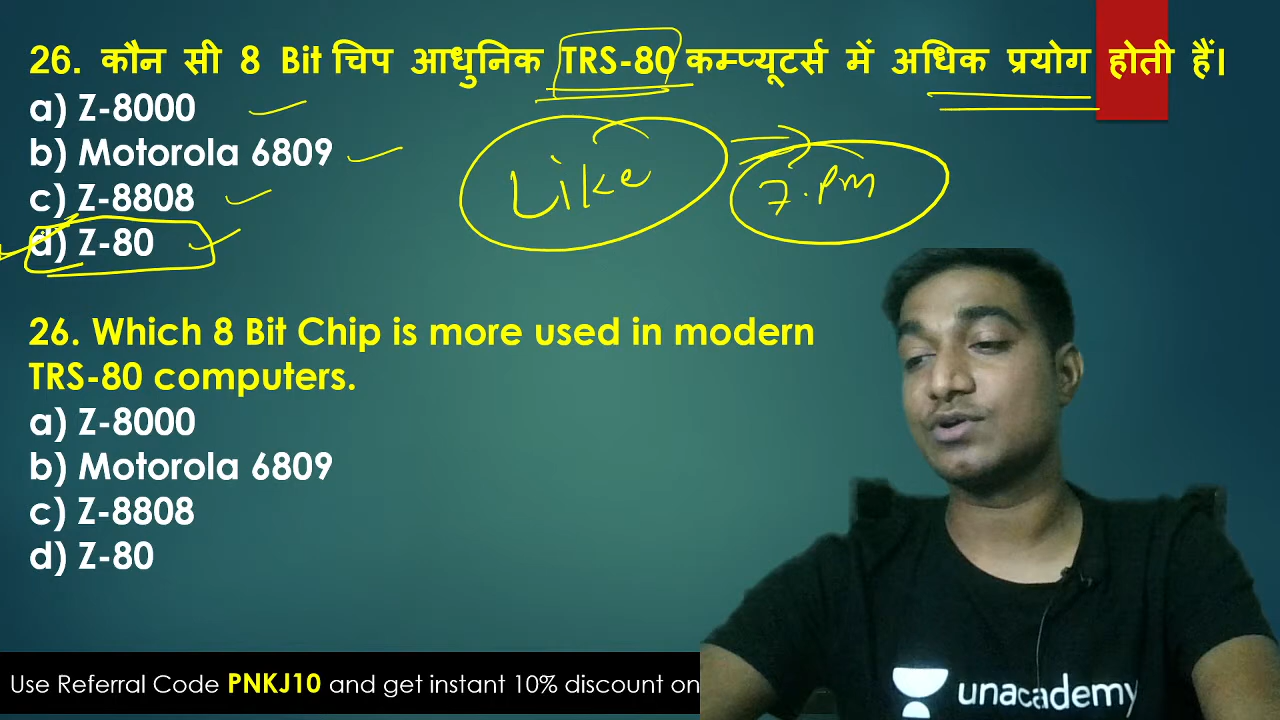 26. कौन सी 8 Bit चिप आधुनिक TRS-80 कम्प्यूटर्स में अधिक प्रयोग होती हैं।
a) Z-8000
b) Motorola 6809
c) Z-8808
d) Z-80
Like
7.Pm
26. Which 8 Bit Chip is more used in modern
TRS-80 computers.
a) Z-8000
b) Motorola 6809
c) Z-8808
d) Z-80
Use Referral Code PNKJ10 and get instant 10% discount on
unacademy